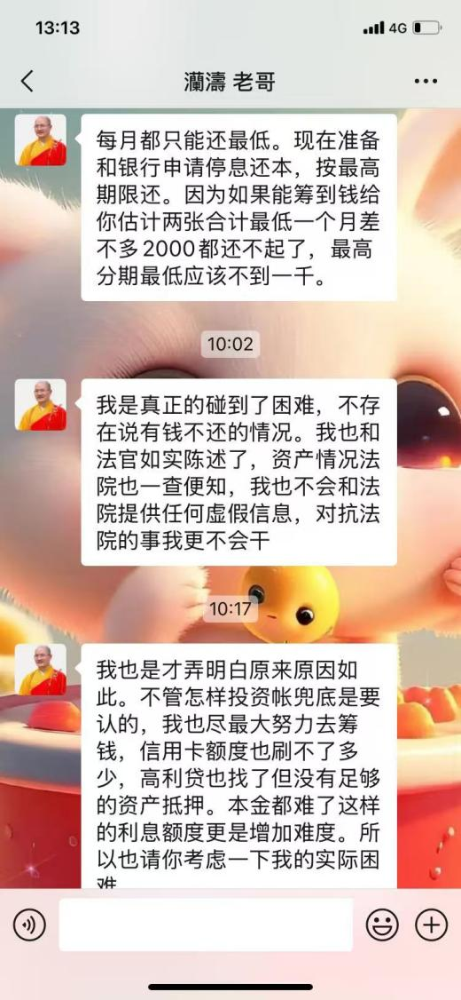 13:13
4G
灡濤 老哥
每月都只能还最低。现在准备
和银行申请停息还本，按最高
期限还。因为如果能筹到钱给
你估计两张合计最低一个月差
不多2000都还不起了，最高
分期最低应该不到一千。
10:02
我是真正的碰到了困难，不存
在说有钱不还的情况。我也和
法官如实陈述了，资产情况法
院也一查便知，我也不会和法
院提供任何虚假信息，对抗法
院的事我更不会干
10:17
我也是才弄明白原来原因如
此。不管怎样投资帐兜底是要
认的，我也尽最大努力去筹
钱，信用卡额度也刷不了多
少，高利贷也找了但没有足够
的资产抵押。本金都难了这样
的利息额度更是增加难度。所
以也请你考虑一下我的实际困
难